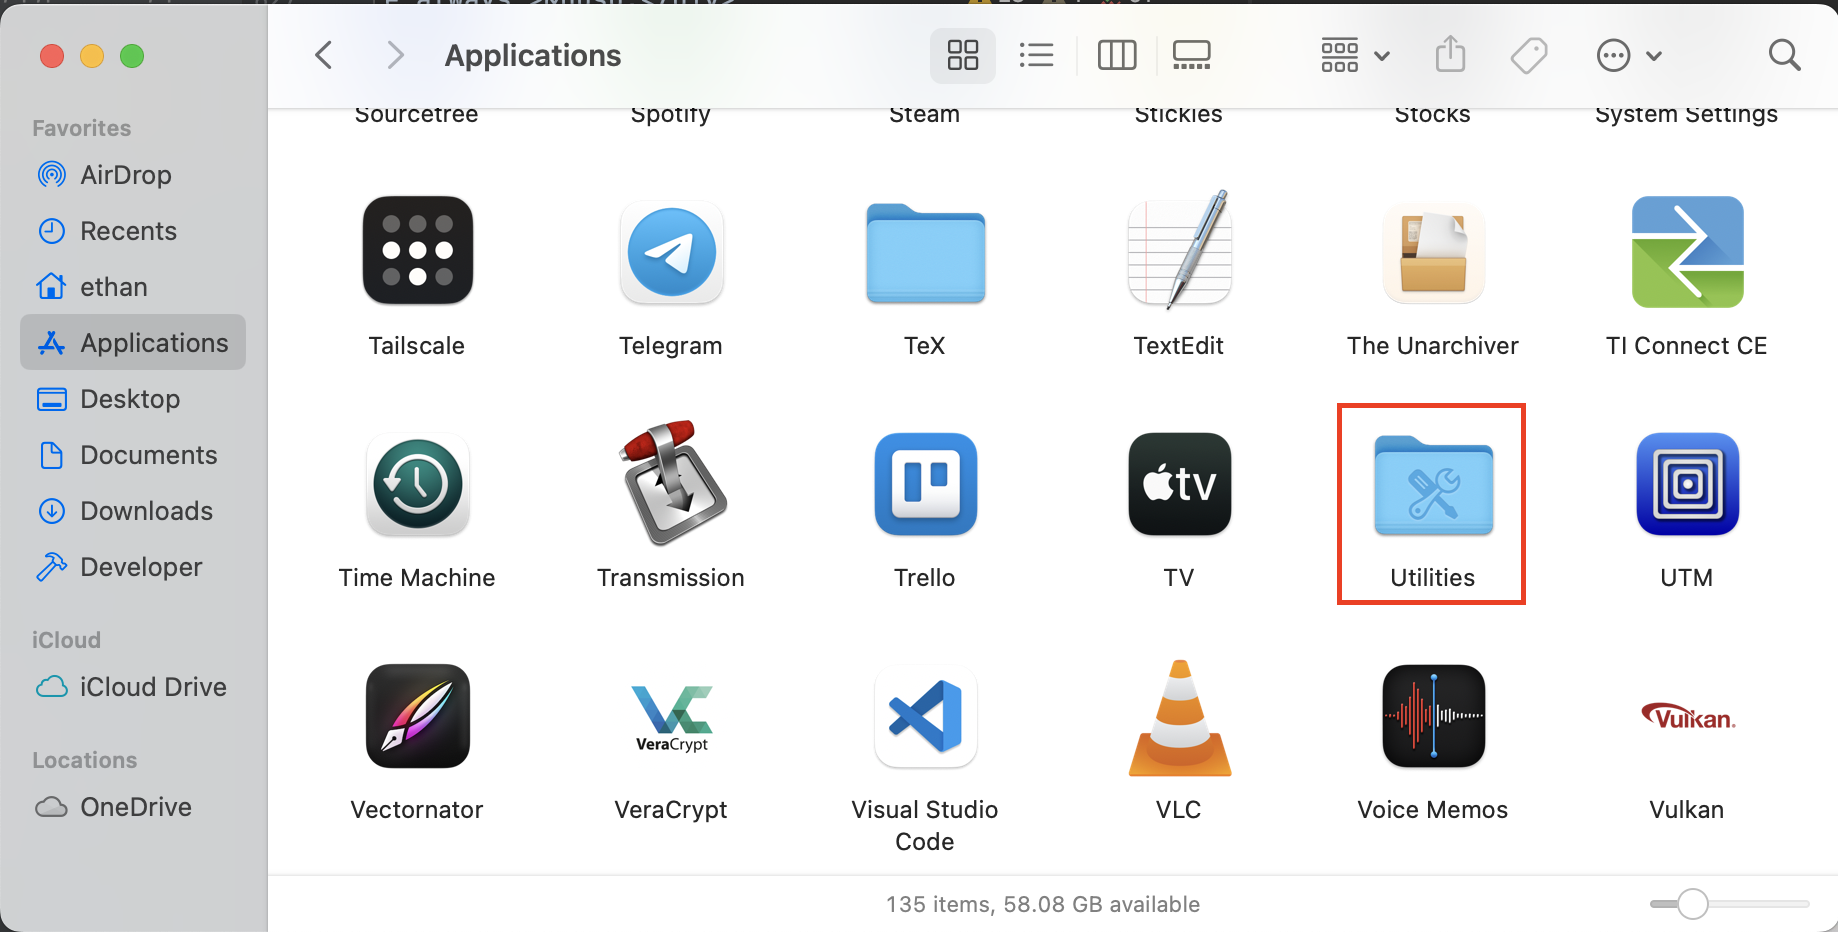 Applications
Favorites
AirDrop
Recents
ethan
Applications
Desktop
Documents
Downloads
Developer
iCloud
iCloud Drive
Locations
OneDrive
Sourcetree
Spotify
Steam
Stickies
Stocks
System Settings
Tailscale
Telegram
TeX
TextEdit
The Unarchiver
TI Connect CE
tv
Time Machine
Transmission
Trello
TV
Utilities
UTM
VeraCrypt
Vulkan.
Vectornator
VeraCrypt
Visual Studio
Code
VLC
Voice Memos
Vulkan
135 items, 58.08 GB available